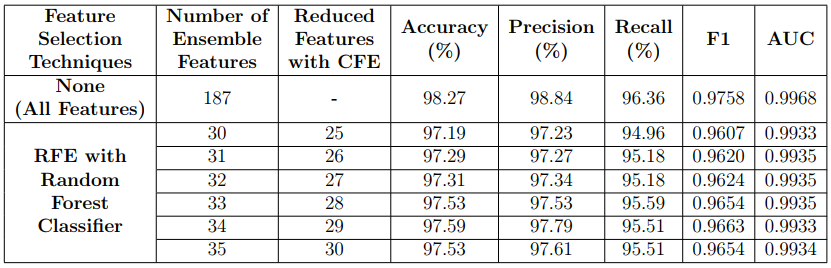 Feature Selection Techniques | Number of Ensemble Features | Reduced Features with CFE | Accuracy (%) | Precision (%) | Recall (%) | F1 | AUC
None (All Features) | 187 | - | 98.27 | 98.84 | 96.36 | 0.9758 | 0.9968
RFE with Random Forest Classifier | 30 | 25 | 97.19 | 97.23 | 94.96 | 0.9607 | 0.9933
31 | 26 | 97.29 | 97.27 | 95.18 | 0.9620 | 0.9935
32 | 27 | 97.31 | 97.34 | 95.18 | 0.9624 | 0.9935
33 | 28 | 97.53 | 97.53 | 95.59 | 0.9654 | 0.9935
34 | 29 | 97.59 | 97.79 | 95.51 | 0.9663 | 0.9933
35 | 30 | 97.53 | 97.61 | 95.51 | 0.9654 | 0.9934